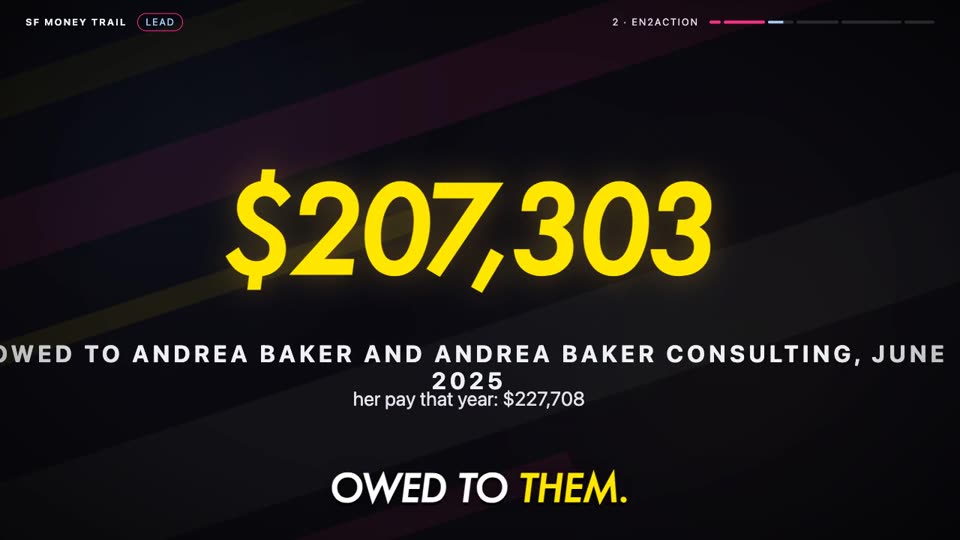 SF MONEY TRAIL LEAD 2 · EN2ACTION
$207,303
OWED TO ANDREA BAKER AND ANDREA BAKER CONSULTING, JUNE
2025
her pay that year: $227,708
OWED TO THEM.